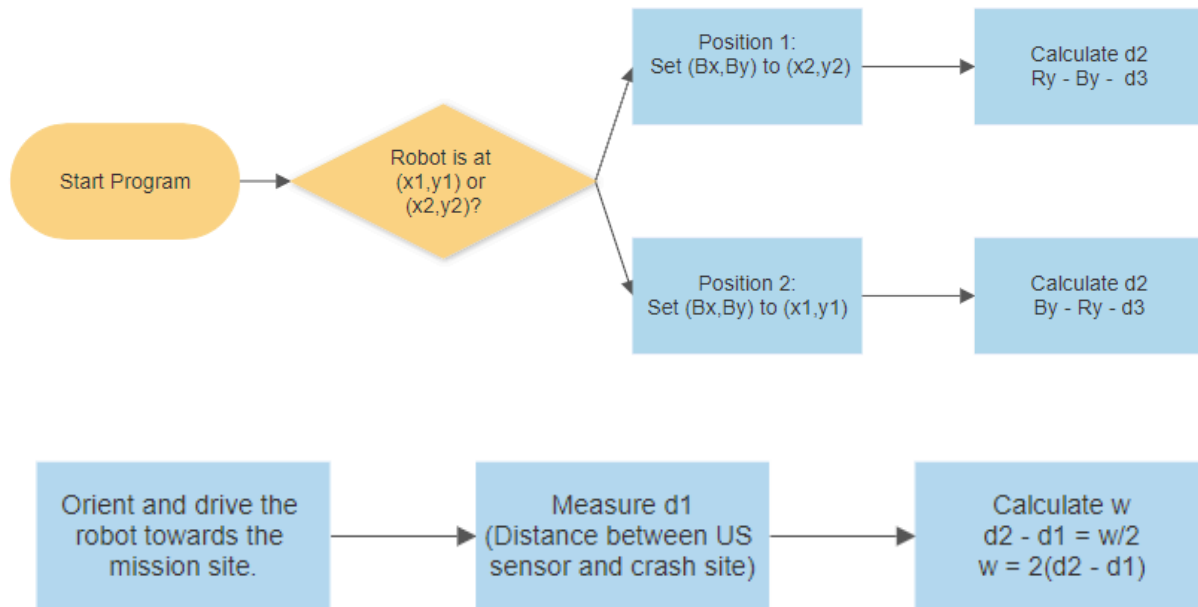 Start Program
Robot is at
(x1,y1) or
(x2,y2)?
Position 1:
Set (Bx,By) to (x2,y2)
Calculate d2
Ry - By - d3
Position 2:
Set (Bx,By) to (x1,y1)
Calculate d2
By - Ry - d3
Orient and drive the
robot towards the
mission site.
Measure d1
(Distance between US
sensor and crash site)
Calculate w
d2 - d1 = w/2
w = 2(d2 - d1)